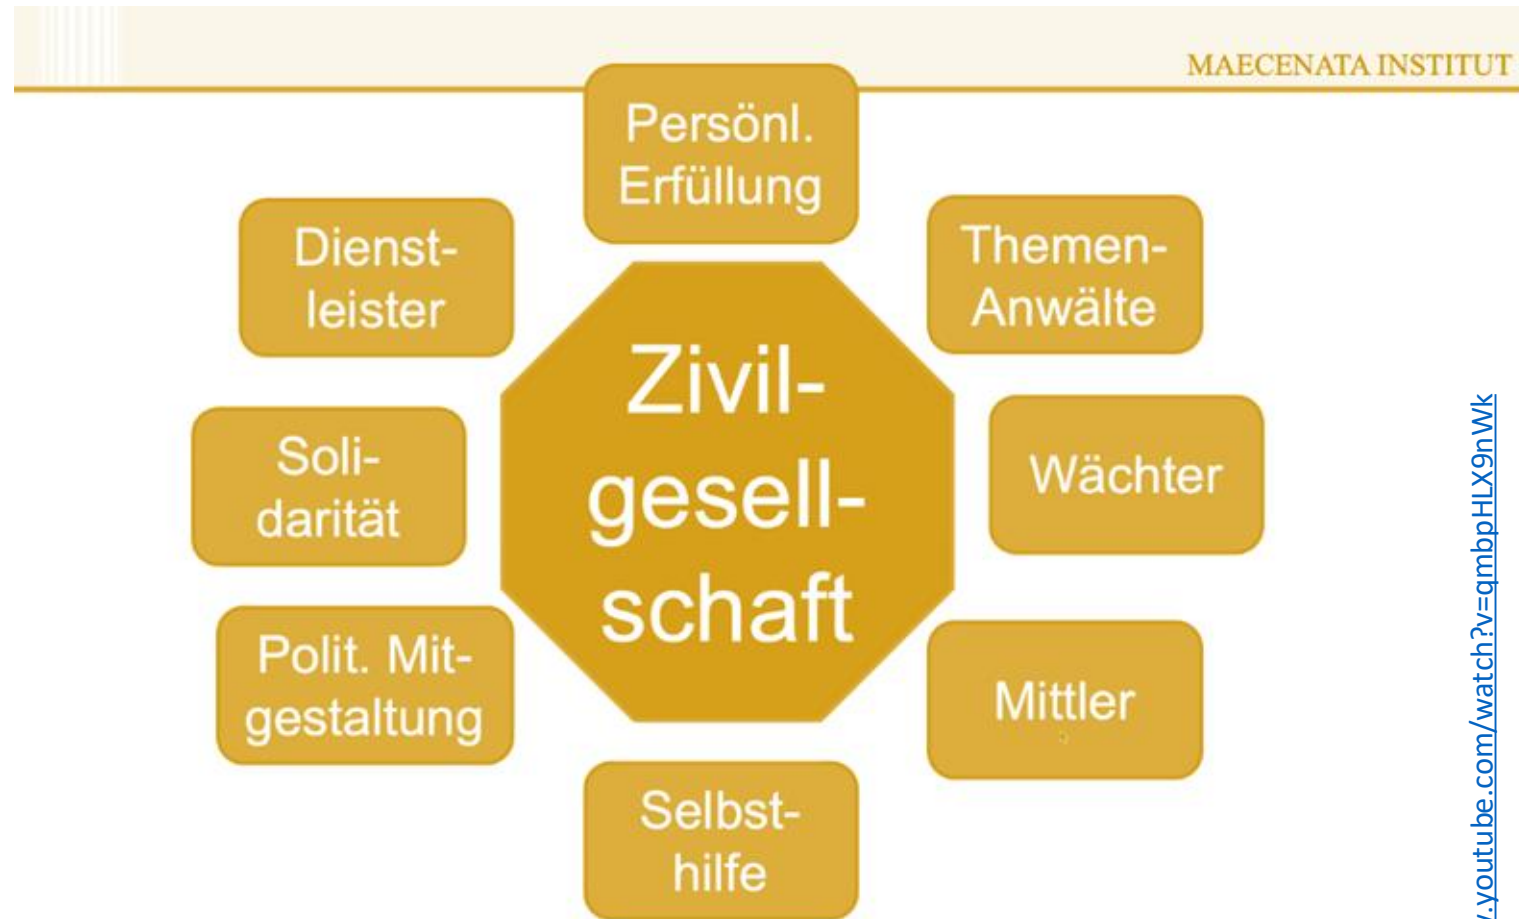 MAECENATA INSTITUT
Persönl.
Erfüllung
Themen-
Anwälte
Wächter
Mittler
Selbst-
hilfe
Polit. Mit-
gestaltung
Soli-
darität
Dienst-
leister
Zivil-
gesell-
schaft
.youtube.com/watch?v=qmbpHLX9nWk